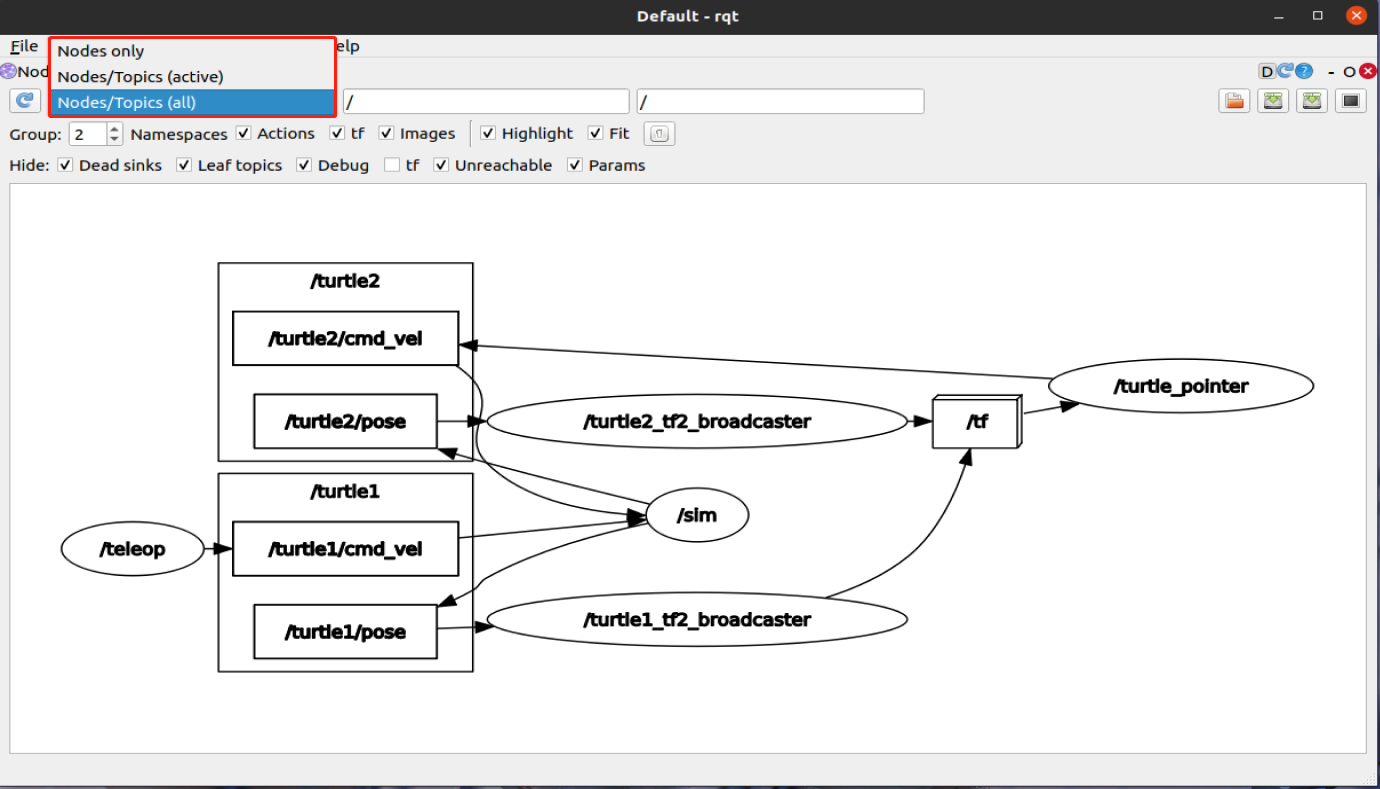 Default - rqt
File
elp
Nodes only
Nod
Nodes/Topics (active)
D
- O
Nodes/Topics (all)
/
/
Group: 2 Namespaces Actions tf Images Highlight Fit
Hide: Dead sinks Leaf topics Debug tf Unreachable Params
/turtle2
/turtle2/cmd_vel
/turtle_pointer
/turtle2/pose
/turtle2_tf2_broadcaster
/tf
/turtle1
/sim
/teleop
/turtle1/cmd_vel
/turtle1/pose
/turtle1_tf2_broadcaster